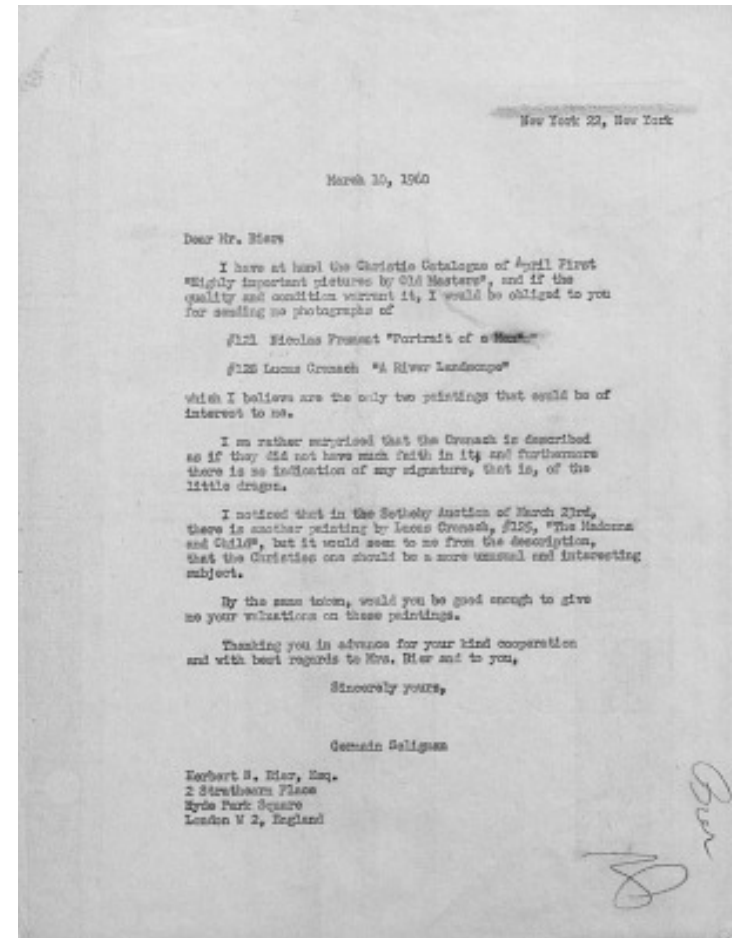 New York 22, New York
March 10, 1960
Dear Mr. Bier:
I have at hand the Christie Catalogue of April First
"Highly important pictures by Old Masters", and if the
quality and condition warrant it, I would be obliged to you
for sending me photographs of
#121 Nicolas Froment "Portrait of a Man"
Lucas Cranach "A River Landscape"
which I believe are the only two paintings that could be of
interest to me.
I am rather surprised that the Cranach is described
as if they did not have much faith in it; and furthermore
there is no indication of any signature, that is, of the
little dragon.
I noticed that in the Sotheby Auction of March 23rd,
there is another painting by Lucas Cranach, #125, "The Madonna
and Child", but it would seem to me from the description,
that the Christies one should be a more unusual and interesting
subject.
By the same token, would you be good enough to give
me your valuations on these paintings.
Thanking you in advance for your kind cooperation
and with best regards to Mrs. Bier and to you,
Sincerely yours,
Germain Seligman
Herbert N. Bier, Esq.
2 Strathearn Place
Hyde Park Square
London W 2, England
Bier